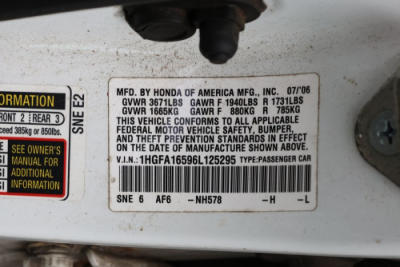 FORMATION
FRONT 2 REAR 3
exceed 385kg or 850lbs.
SEE OWNER'S
MANUAL FOR
ADDITIONAL
INFORMATION
SNE E2
MFD. BY HONDA OF AMERICA MFG., INC. 07/'06
GVWR 3671LBS GAWR F 1940LBS R 1731LBS
GVWR 1665KG GAWR F 880KG R 785KG
THIS VEHICLE CONFORMS TO ALL APPLICABLE
FEDERAL MOTOR VEHICLE SAFETY, BUMPER,
AND THEFT PREVENTION STANDARDS IN EFFECT
ON THE DATE OF MANUFACTURE SHOWN ABOVE.
V.I.N.: 1HGFA16596L125295 TYPE:PASSENGER CAR
SNE 6 AF6 -NH578 -H -L